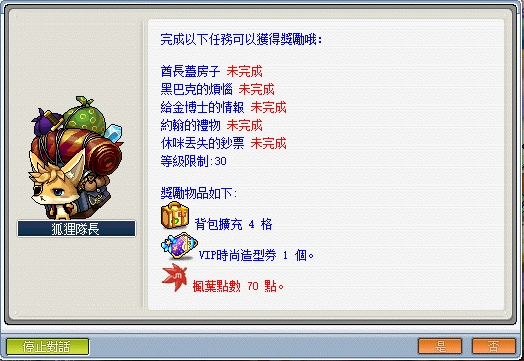 完成以下任務可以獲得獎勵哦:
酋長蓋房子 未完成
黑巴克的煩惱 未完成
給金博士的情報 未完成
約翰的禮物 未完成
休咪丟失的鈔票 未完成
等級限制:30
獎勵物品如下:
背包擴充 4 格
VIP時尚造型券 1 個。
楓葉點數 70 點。
狐狸隊長
停止對話
是
否